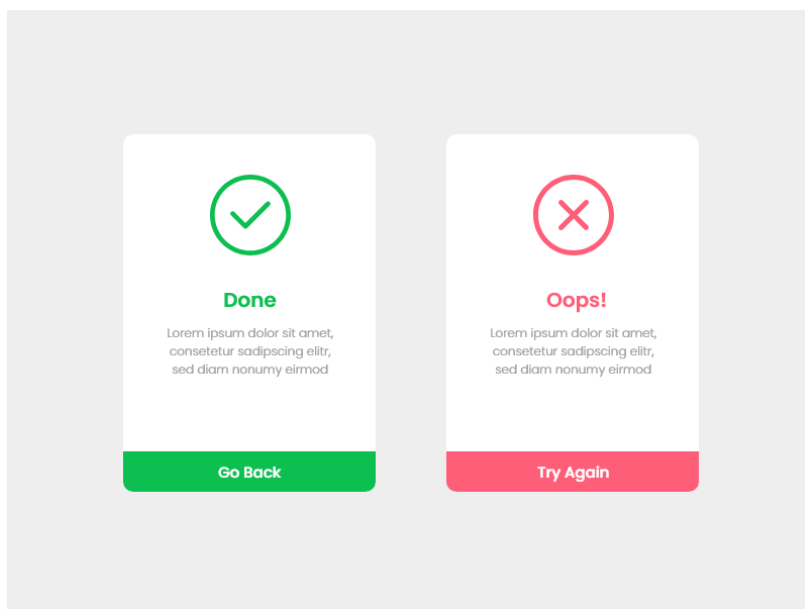 Done
Lorem ipsum dolor sit amet,
consetetur sadipscing elitr,
sed diam nonumy eirmod
Go Back
Oops!
Lorem ipsum dolor sit amet,
consetetur sadipscing elitr,
sed diam nonumy eirmod
Try Again